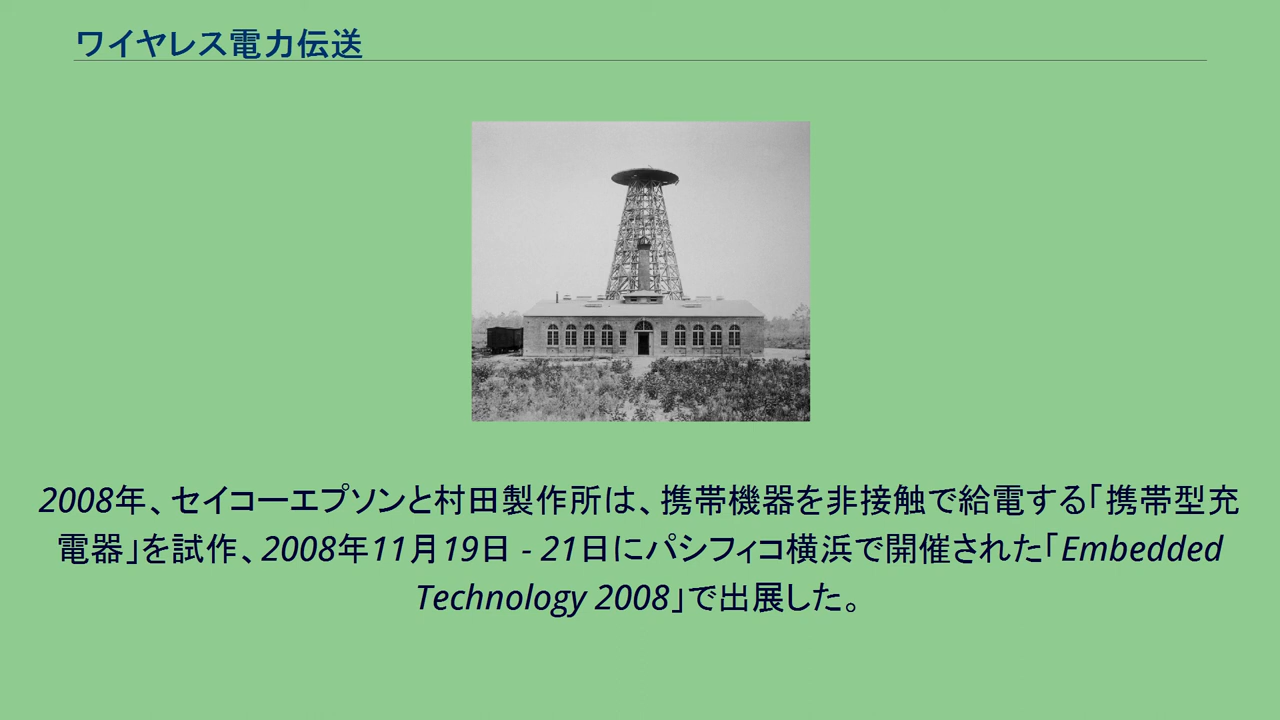 ワイヤレス電力伝送
2008年、セイコーエプソンと村田製作所は、携帯機器を非接触で給電する「携帯型充
電器」を試作、2008年11月19日 - 21日にパシフィコ横浜で開催された「Embedded
Technology 2008」で出展した。